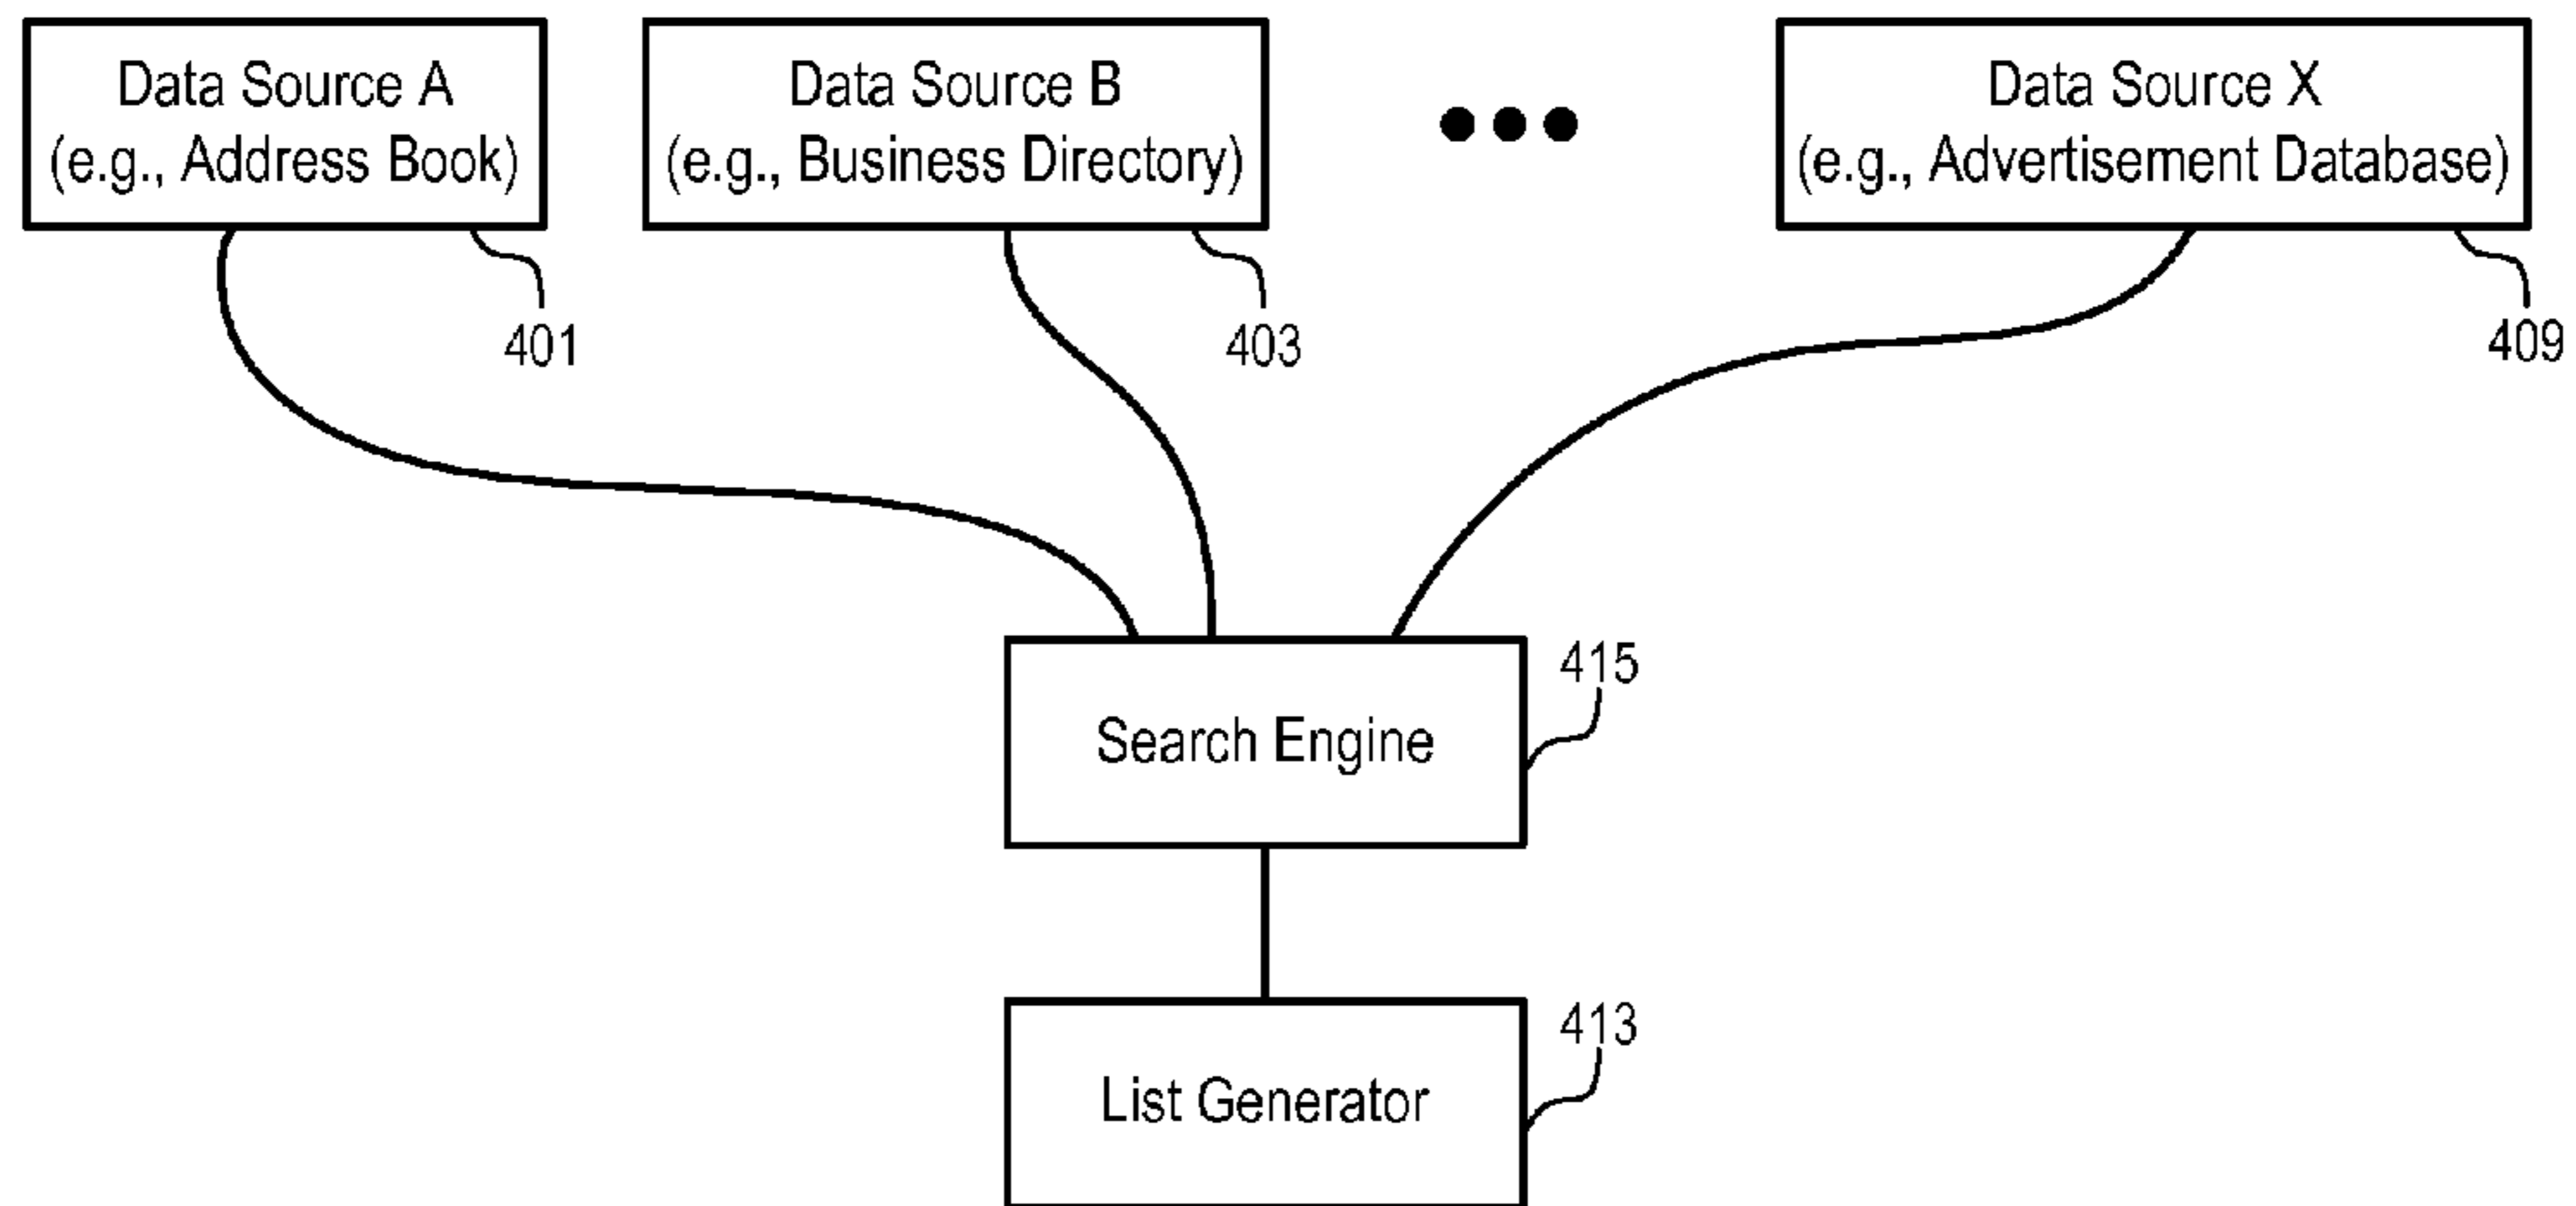 Data Source A
(e.g., Address Book)
Data Source B
(e.g., Business Directory)
Data Source X
(e.g., Advertisement Database)
401
403
409
415
Search Engine
413
List Generator